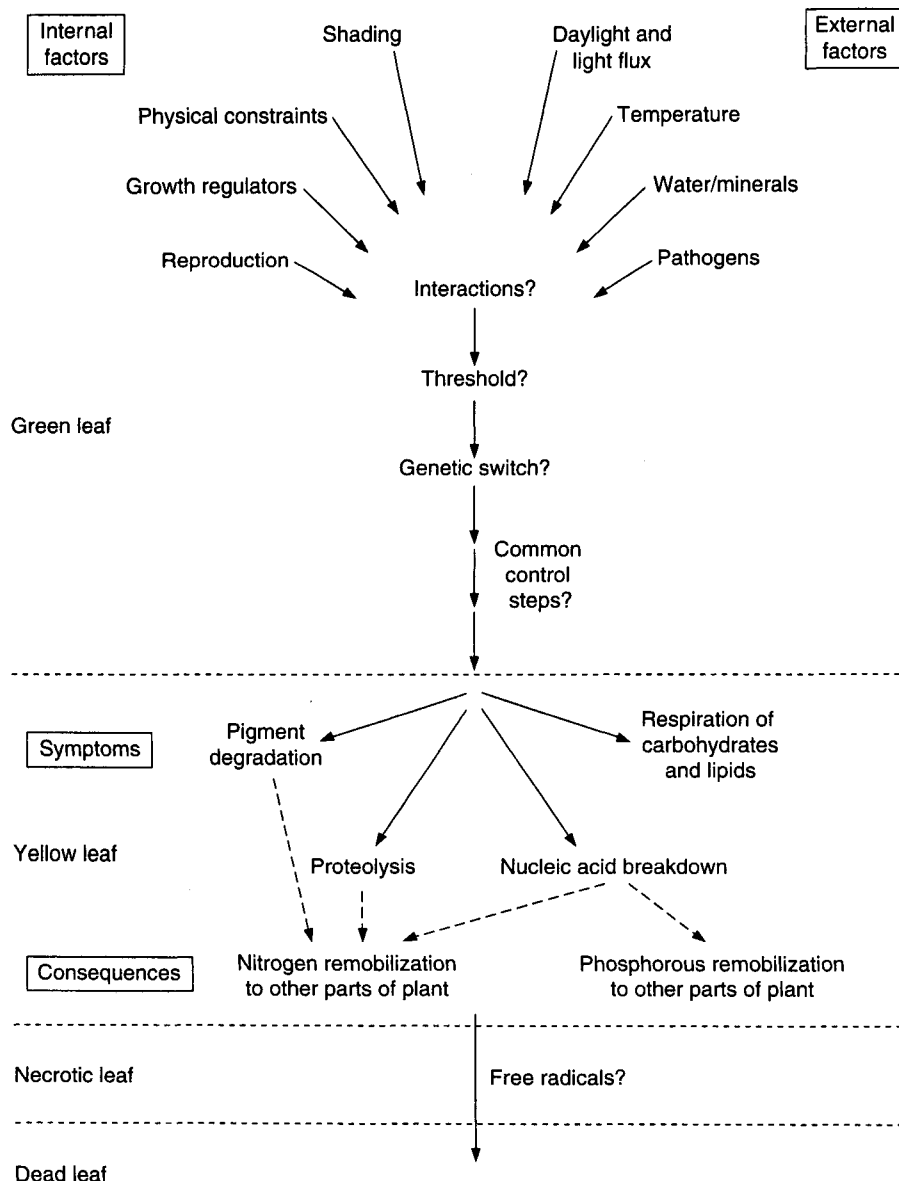 Internal
factors
Shading
Daylight and
light flux
External
factors
Physical constraints
Temperature
Growth regulators
Water/minerals
Reproduction
Pathogens
Interactions?
Threshold?
Green leaf
Genetic switch?
Common
control
steps?
Symptoms
Pigment
degradation
Respiration of
carbohydrates
and lipids
Yellow leaf
Proteolysis
Nucleic acid breakdown
Consequences
Nitrogen remobilization
to other parts of plant
Phosphorous remobilization
to other parts of plant
Necrotic leaf
Free radicals?
Dead leaf